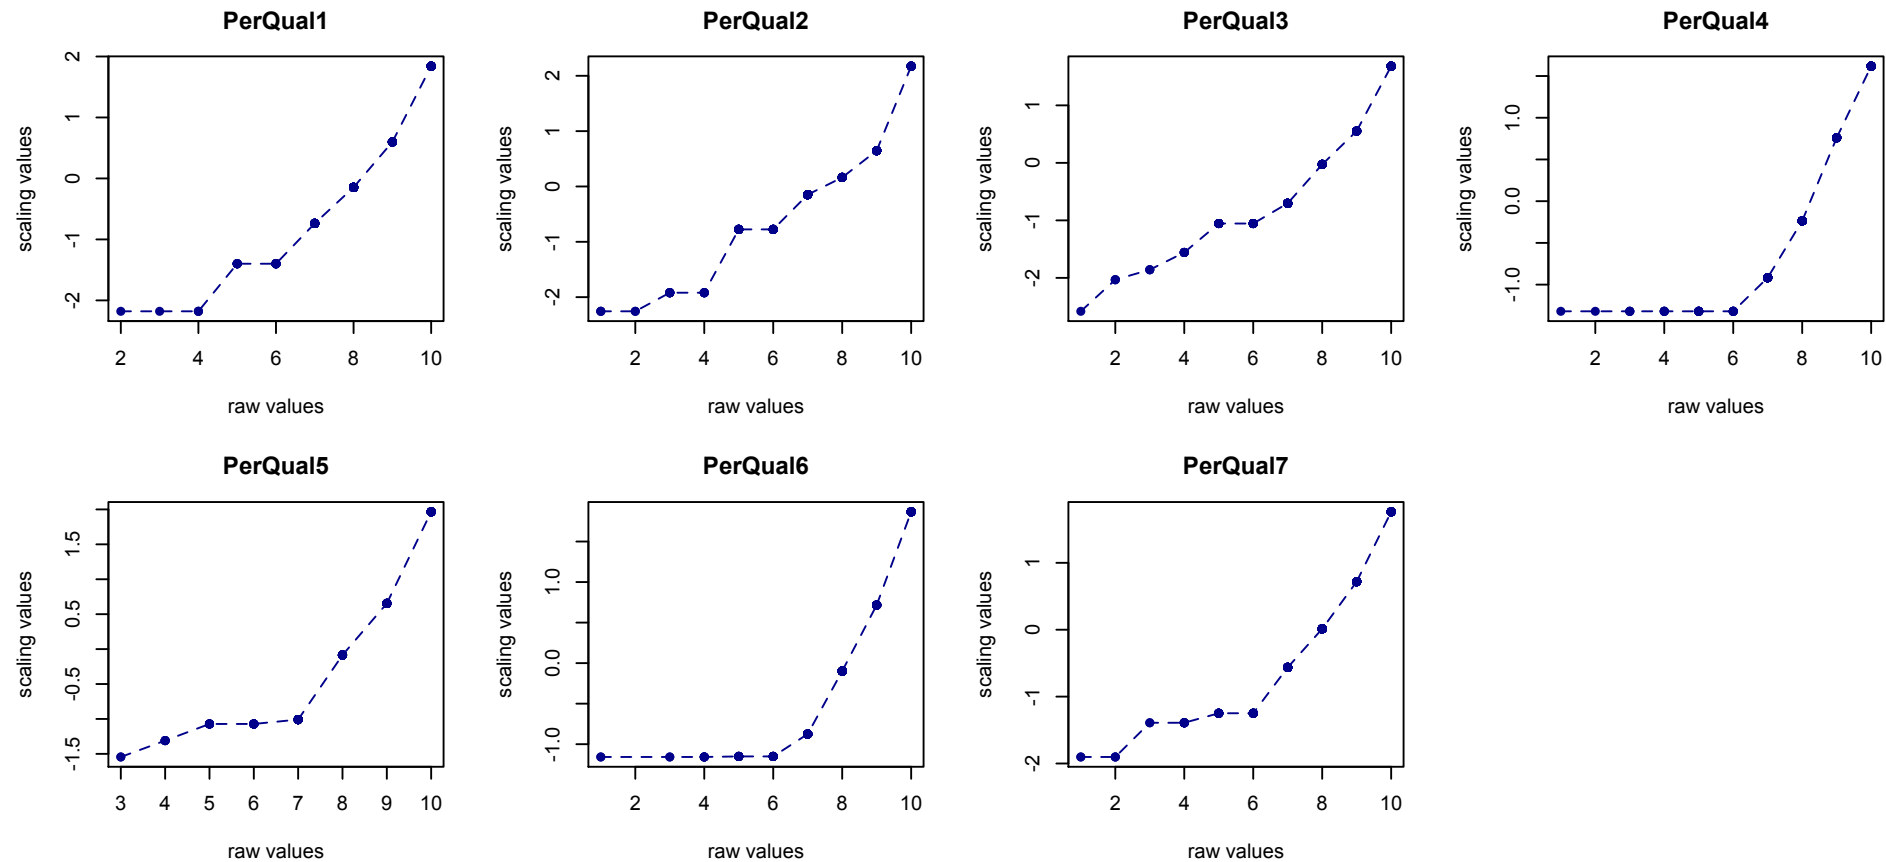 PerQual1
PerQual2
PerQual3
PerQual4
scaling values
2
1
0
-1
-2
2 4 6 8 10
raw values
scaling values
2
1
0
-1
-2
2 4 6 8 10
raw values
scaling values
1
0
-1
-2
2 4 6 8 10
raw values
scaling values
1.0
0.0
-1.0
2 4 6 8 10
raw values
PerQual5
PerQual6
PerQual7
scaling values
1.5
0.5
-0.5
-1.5
3 4 5 6 7 8 9 10
raw values
scaling values
1.0
0.0
-1.0
2 4 6 8 10
raw values
scaling values
1
0
-1
-2
2 4 6 8 10
raw values